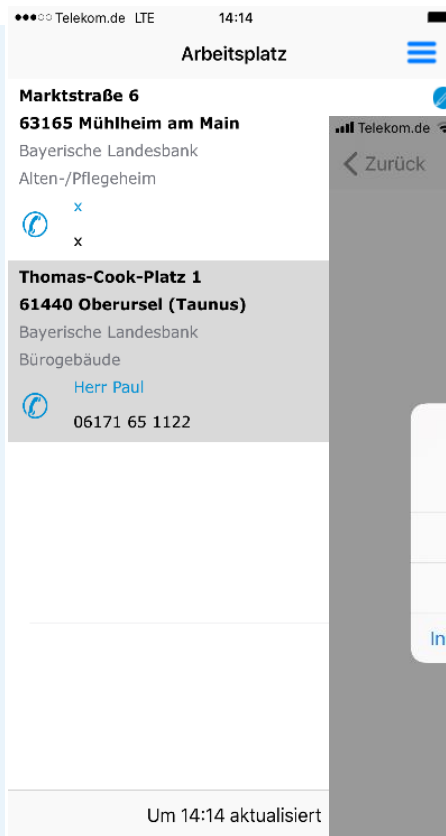 Telekom.de LTE 14:14
Arbeitsplatz
Marktstraße 6
63165 Mühlheim am Main
Bayerische Landesbank
Alten-/Pflegeheim
x
x
Thomas-Cook-Platz 1
61440 Oberursel (Taunus)
Bayerische Landesbank
Bürogebäude
Herr Paul
06171 65 1122
Um 14:14 aktualisiert
Telekom.de
Zurück
In